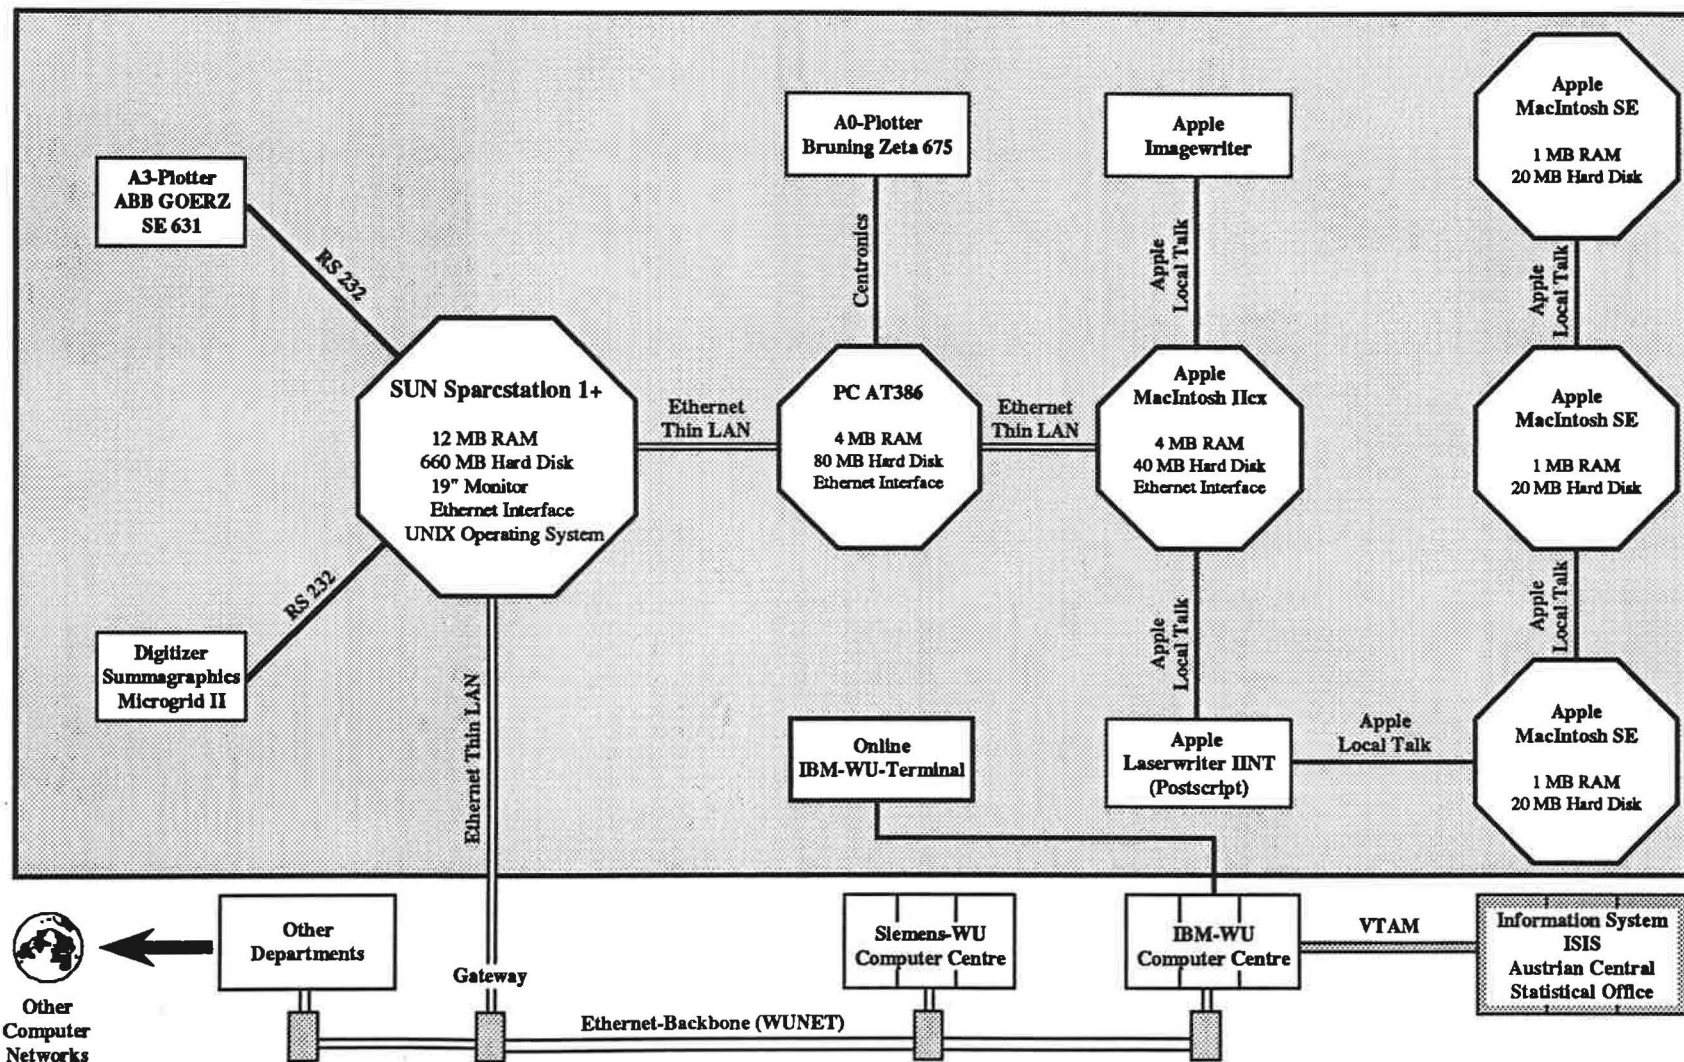 Apple
MacIntosh SE
1 MB RAM
20 MB Hard Disk
A0-Plotter
Bruning Zeta 675
Apple
Imagewriter
A3-Plotter
ABB GOERZ
SE 631
RS 232
Centronics
Apple
Local Talk
Apple
Local Talk
SUN Sparcstation 1+
12 MB RAM
660 MB Hard Disk
19" Monitor
Ethernet Interface
UNIX Operating System
Ethernet
Thin LAN
PC AT386
4 MB RAM
80 MB Hard Disk
Ethernet Interface
Ethernet
Thin LAN
Apple
MacIntosh IIcx
4 MB RAM
40 MB Hard Disk
Ethernet Interface
Apple
MacIntosh SE
1 MB RAM
20 MB Hard Disk
RS 232
Digitizer
Summagraphics
Microgrid II
Ethernet Thin LAN
Apple
Local Talk
Apple
Local Talk
Online
IBM-WU-Terminal
Apple
Laserwriter IINT
(Postscript)
Apple
Local Talk
Apple
MacIntosh SE
1 MB RAM
20 MB Hard Disk
Other
Computer
Networks
Other
Departments
Gateway
Siemens-WU
Computer Centre
IBM-WU
Computer Centre
VTAM
Information System
ISIS
Austrian Central
Statistical Office
Ethernet-Backbone (WUNET)